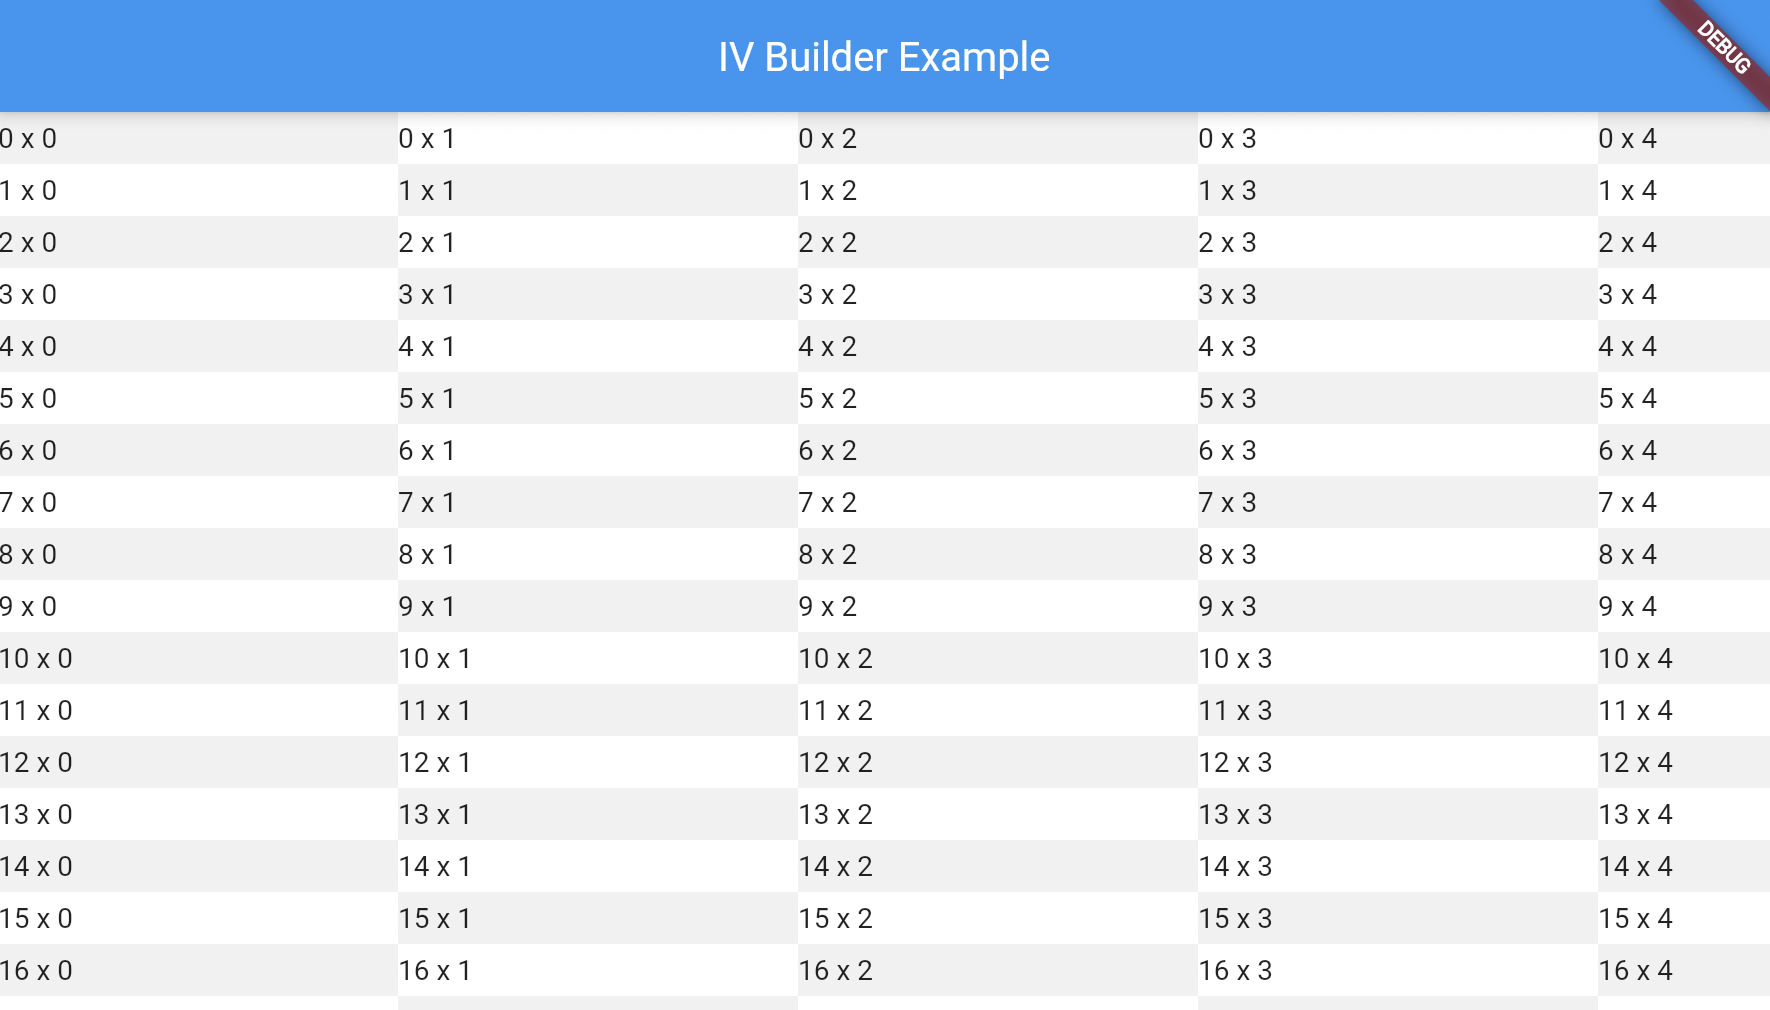 IV Builder Example
DEBUG
0 x 0 0 x 1 0 x 2 0 x 3 0 x 4
1 x 0 1 x 1 1 x 2 1 x 3 1 x 4
2 x 0 2 x 1 2 x 2 2 x 3 2 x 4
3 x 0 3 x 1 3 x 2 3 x 3 3 x 4
4 x 0 4 x 1 4 x 2 4 x 3 4 x 4
5 x 0 5 x 1 5 x 2 5 x 3 5 x 4
6 x 0 6 x 1 6 x 2 6 x 3 6 x 4
7 x 0 7 x 1 7 x 2 7 x 3 7 x 4
8 x 0 8 x 1 8 x 2 8 x 3 8 x 4
9 x 0 9 x 1 9 x 2 9 x 3 9 x 4
10 x 0 10 x 1 10 x 2 10 x 3 10 x 4
11 x 0 11 x 1 11 x 2 11 x 3 11 x 4
12 x 0 12 x 1 12 x 2 12 x 3 12 x 4
13 x 0 13 x 1 13 x 2 13 x 3 13 x 4
14 x 0 14 x 1 14 x 2 14 x 3 14 x 4
15 x 0 15 x 1 15 x 2 15 x 3 15 x 4
16 x 0 16 x 1 16 x 2 16 x 3 16 x 4